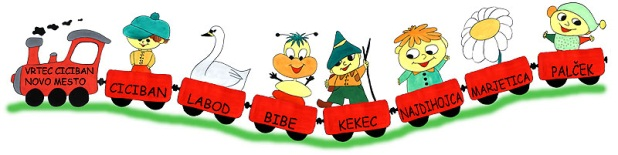 VRTEC CICIBAN
NOVO MESTO
CICIBAN
LABOD
BIBE
KEKEC
NAJDIHOJCA
MARJETICA
PALČEK